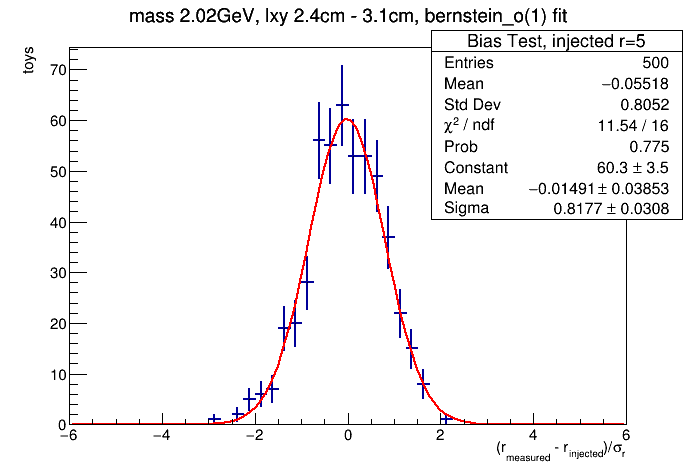 mass 2.02GeV, lxy 2.4cm - 3.1cm, bernstein_o(1) fit
toys
Bias Test, injected r=5
Entries 500
Mean −0.05518
Std Dev 0.8052
χ² / ndf 11.54 / 16
Prob 0.775
Constant 60.3 ± 3.5
Mean −0.01491 ± 0.03853
Sigma 0.8177 ± 0.0308
70
60
50
40
30
20
10
0
−6 −4 −2 0 2 4 6
(r_measured - r_injected)/σ_r